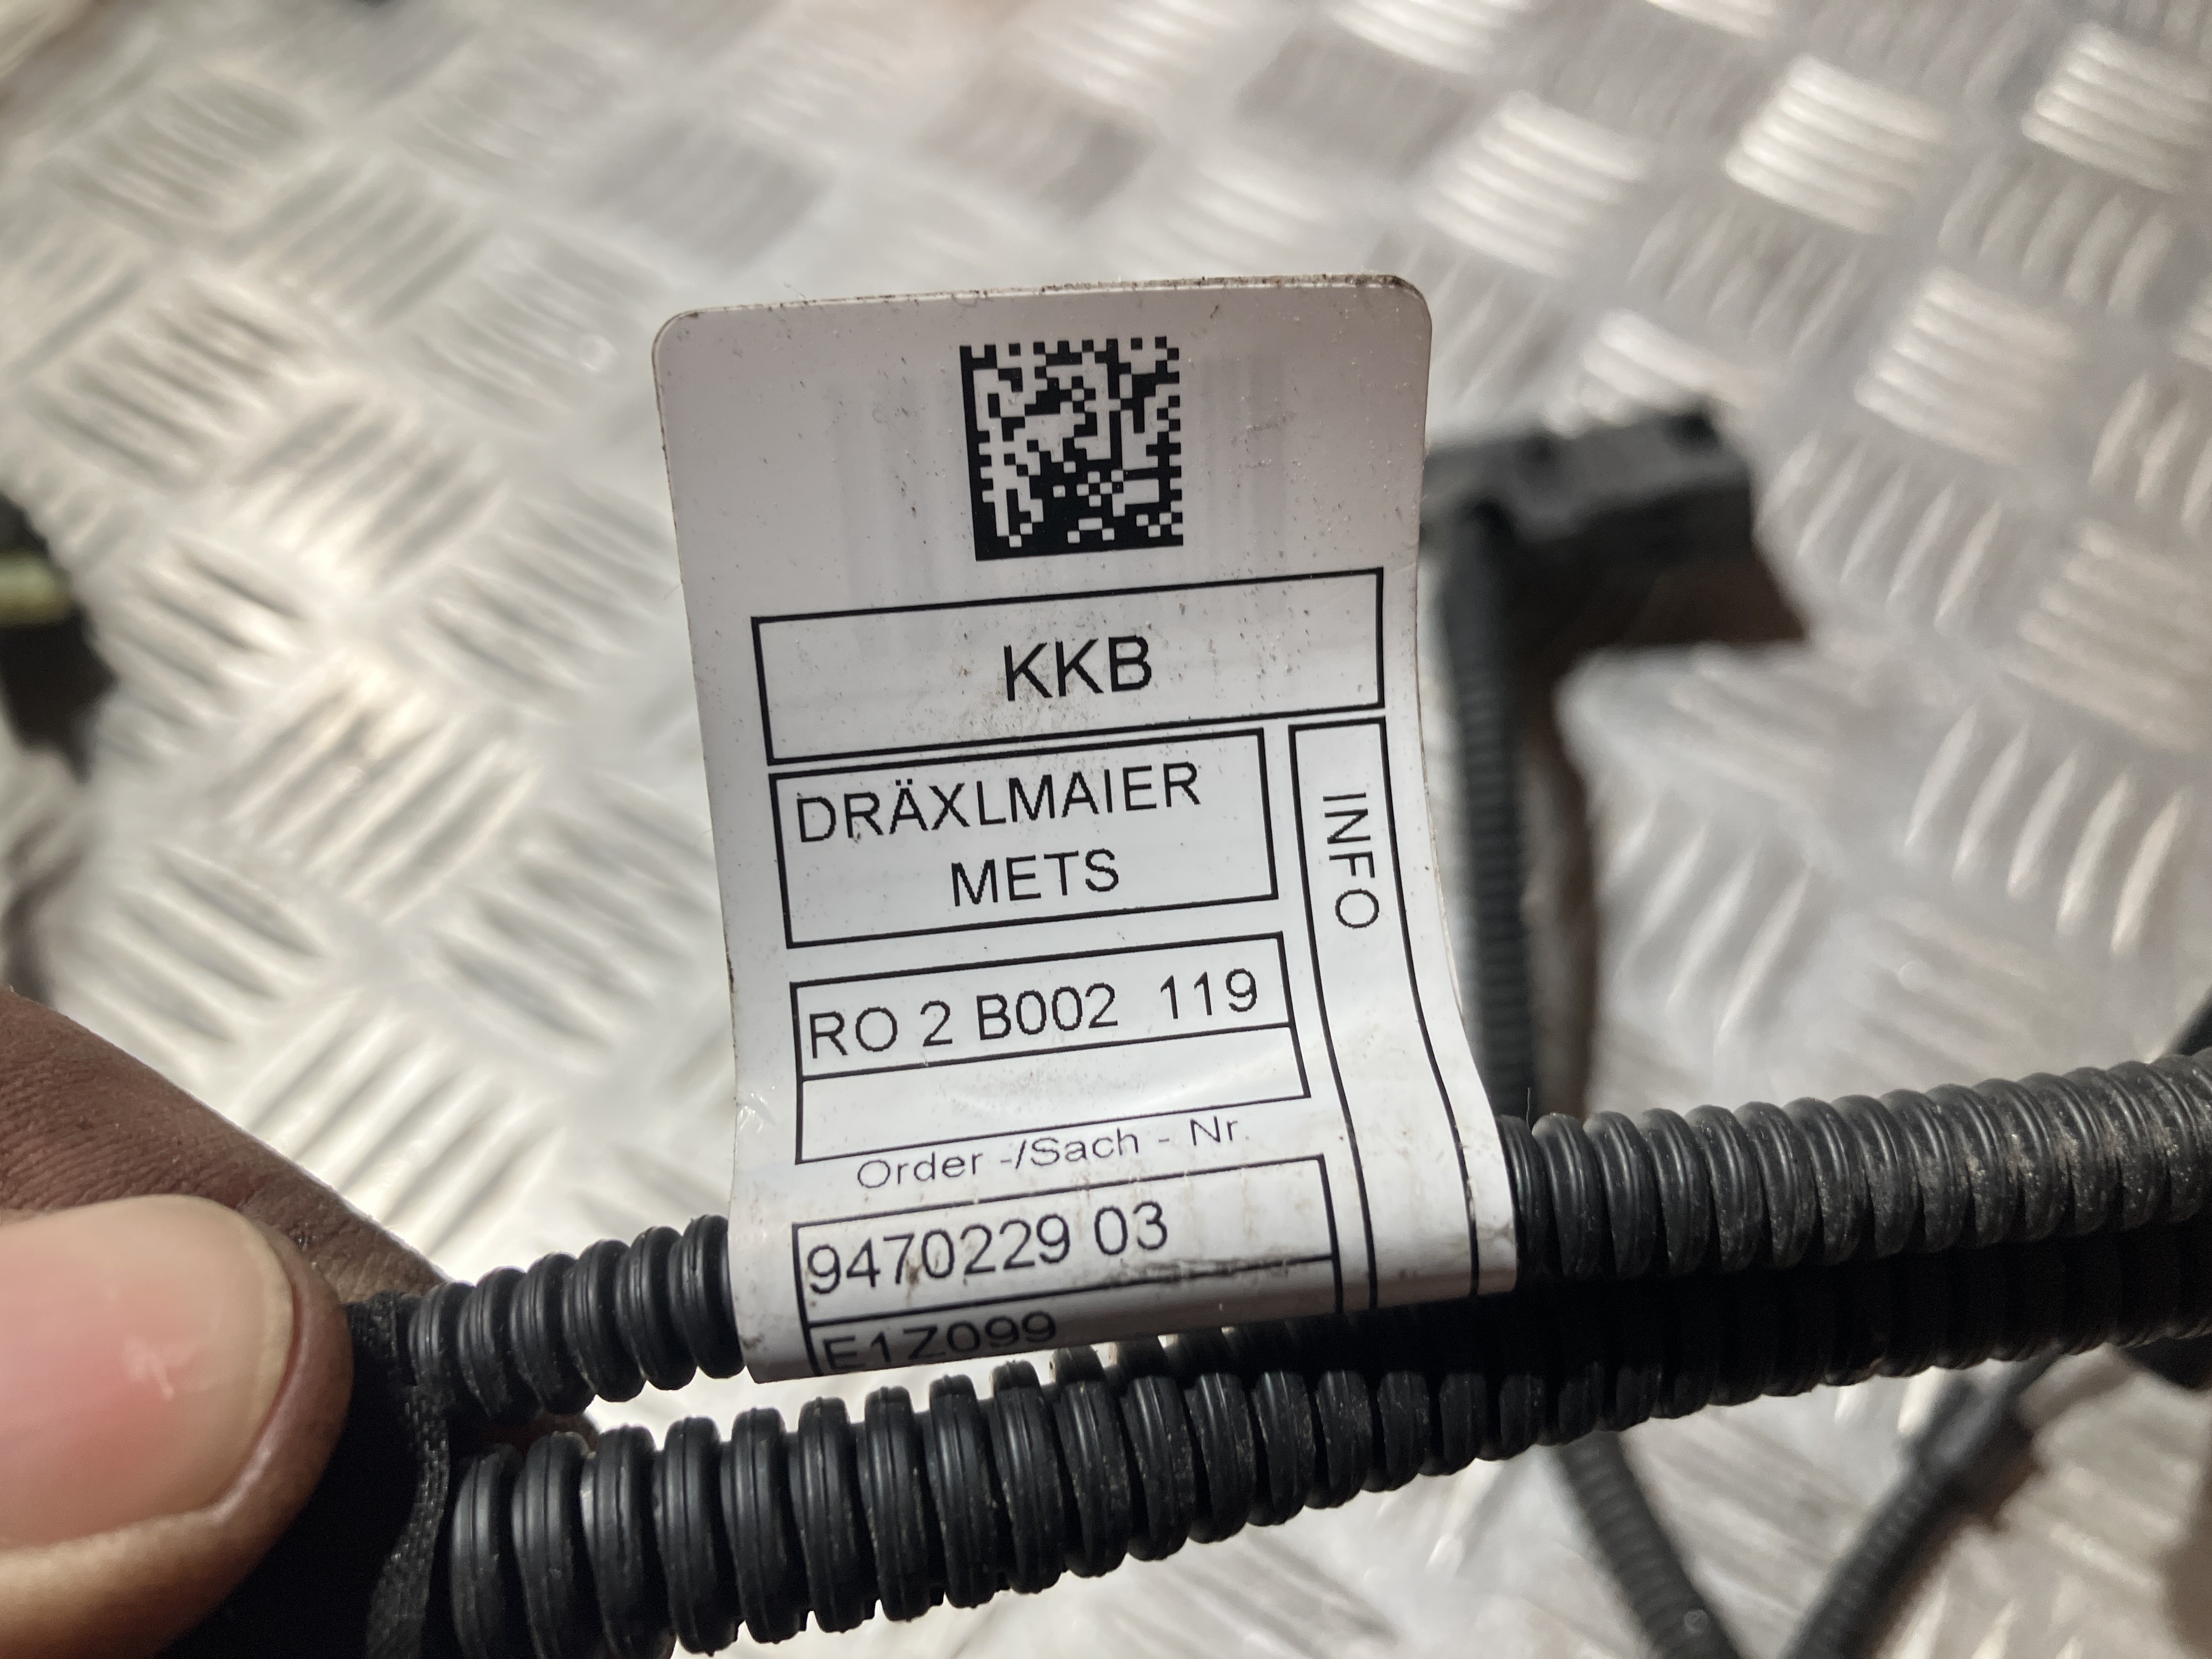 KKB
DRÄXLMAIER
METS
INFO
RO 2 B002 119
Order -/Sach - Nr.
9470229 03
E1Z099